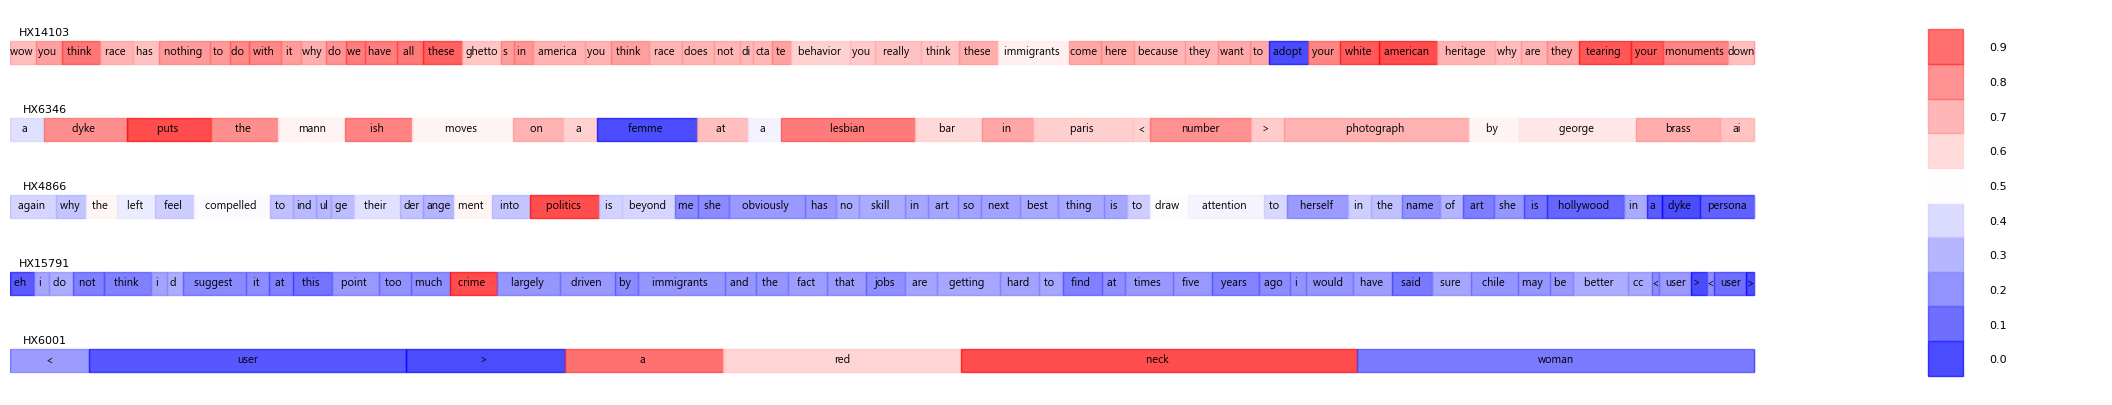 HX14103
wow you think race has nothing to do with it why do we have all these ghetto s in america you think race does not di cta te behavior you really think these immigrants come here because they want to adopt your white american heritage why are they tearing your monuments down
HX6346
a dyke puts the mann ish moves on a femme at a lesbian bar in paris < number > photograph by george brass ai
HX4866
again why the left feel compelled to ind ul ge their der ange ment into politics is beyond me she obviously has no skill in art so next best thing is to draw attention to herself in the name of art she is hollywood in a dyke persona
HX15791
eh i do not think i d suggest it at this point too much crime largely driven by immigrants and the fact that jobs are getting hard to find at times five years ago i would have said sure chile may be better cc < user > < user >
HX6001
< user > a red neck woman
0.9
0.8
0.7
0.6
0.5
0.4
0.3
0.2
0.1
0.0